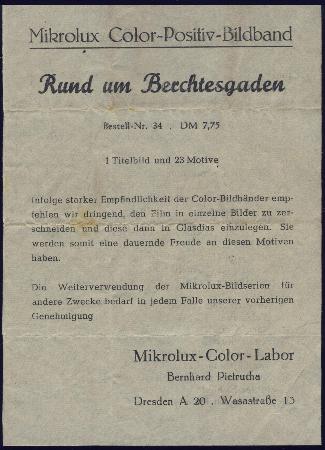 Mikrolux Color-Positiv-Bildband
Rund um Berchtesgaden
Bestell-Nr. 34 . DM 7,75
1 Titelbild und 23 Motive
Infolge starker Empfindlichkeit der Color-Bildbänder emp-
fehlen wir dringend, den Film in einzelne Bilder zu zer-
schneiden und diese dann in Glasdias einzulegen. Sie
werden somit eine dauernde Freude an diesen Motiven
haben.
Die Weiterverwendung der Mikrolux-Bildserien für
andere Zwecke bedarf in jedem Falle unserer vorherigen
Genehmigung
Mikrolux-Color-Labor
Bernhard Pietrucha
Dresden A 20 . Wasastraße 15